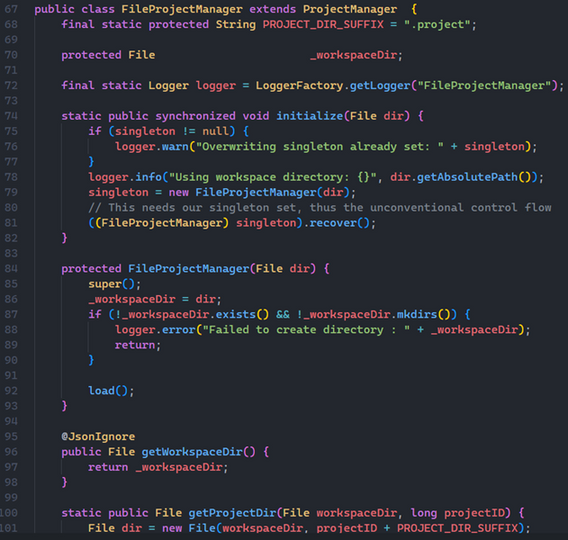 67 public class FileProjectManager extends ProjectManager {
68 final static protected String PROJECT_DIR_SUFFIX = ".project";
69
70 protected File _workspaceDir;
71
72 final static Logger logger = LoggerFactory.getLogger("FileProjectManager");
73
74 static public synchronized void initialize(File dir) {
75 if (singleton != null) {
76 logger.warn("Overwriting singleton already set: " + singleton);
77 }
78 logger.info("Using workspace directory: {}", dir.getAbsolutePath());
79 singleton = new FileProjectManager(dir);
80 // This needs our singleton set, thus the unconventional control flow
81 ((FileProjectManager) singleton).recover();
82 }
83
84 protected FileProjectManager(File dir) {
85 super();
86 _workspaceDir = dir;
87 if (!_workspaceDir.exists() && !_workspaceDir.mkdirs()) {
88 logger.error("Failed to create directory : " + _workspaceDir);
89 return;
90 }
91
92 load();
93 }
94
95 @JsonIgnore
96 public File getWorkspaceDir() {
97 return _workspaceDir;
98 }
99
100 static public File getProjectDir(File workspaceDir, long projectID) {
101 File dir = new File(workspaceDir, projectID + PROJECT_DIR_SUFFIX);